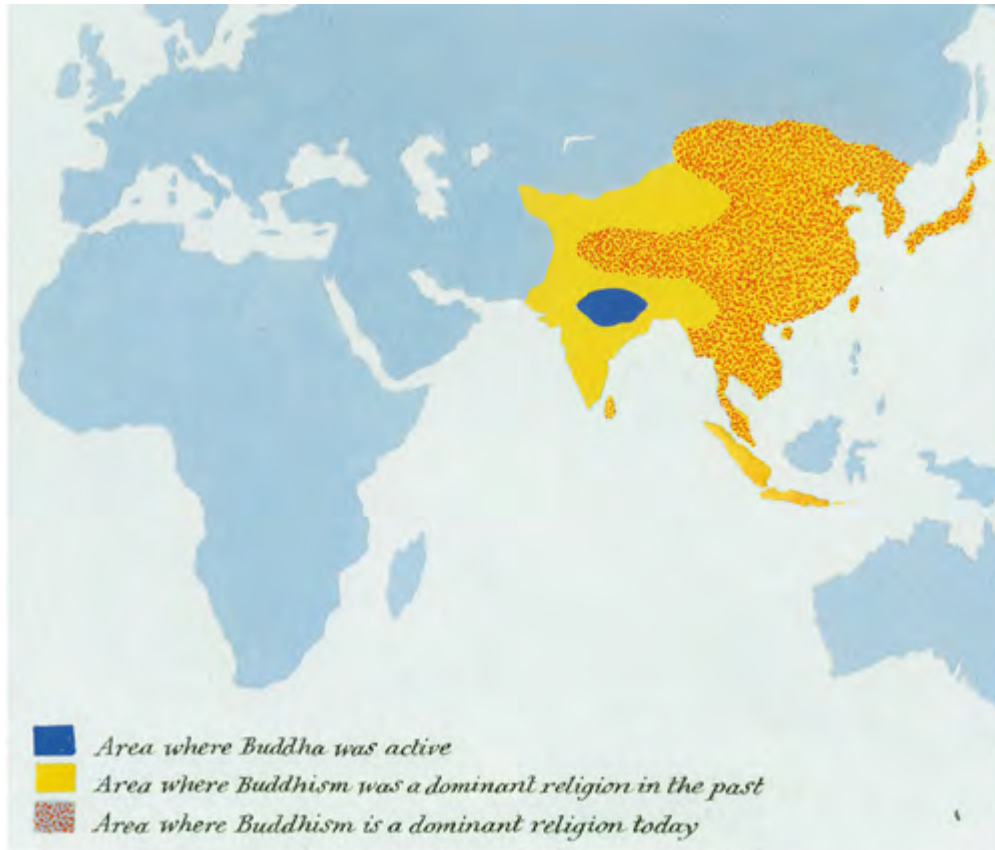 Area where Buddha was active
Area where Buddhism was a dominant religion in the past
Area where Buddhism is a dominant religion today